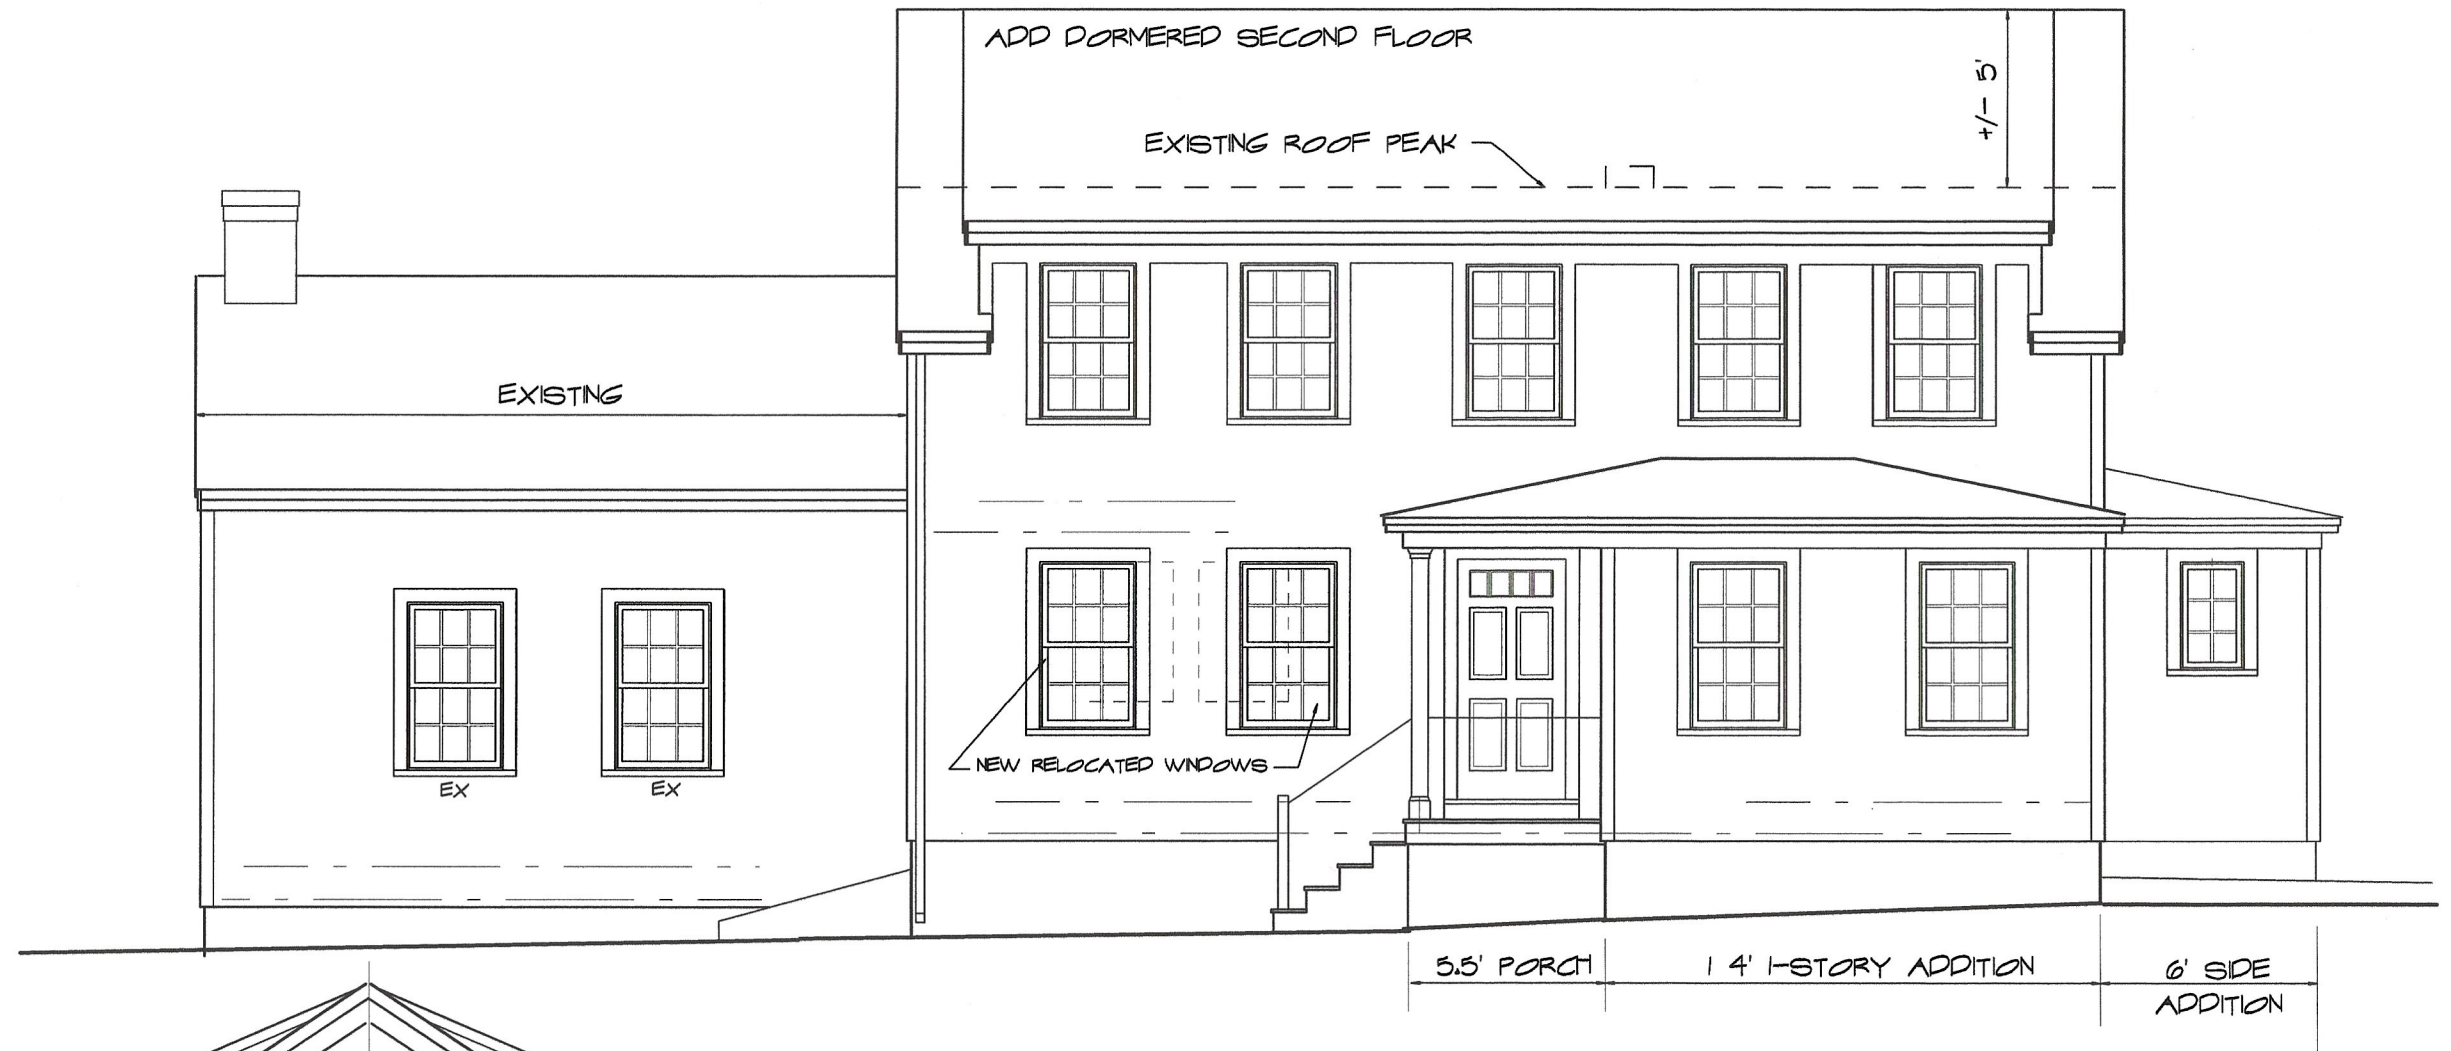 ADD DORMERED SECOND FLOOR
+/- 5'
EXISTING ROOF PEAK
EXISTING
NEW RELOCATED WINDOWS
EX
EX
5.5' PORCH
14' 1-STORY ADDITION
6' SIDE
ADDITION